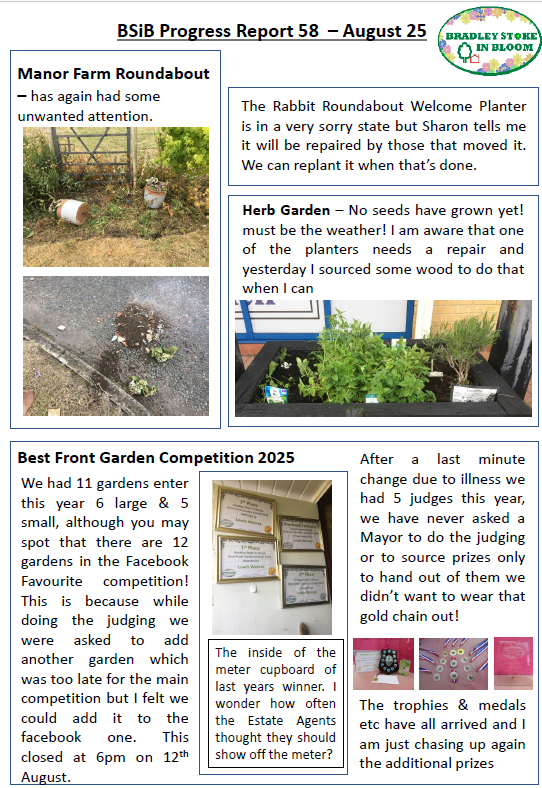 BSiB Progress Report 58 – August 25
BRADLEY STOKE
IN BLOOM
Manor Farm Roundabout
– has again had some
unwanted attention.
The Rabbit Roundabout Welcome Planter
is in a very sorry state but Sharon tells me
it will be repaired by those that moved it.
We can replant it when that's done.
Herb Garden – No seeds have grown yet!
must be the weather! I am aware that one
of the planters needs a repair and
yesterday I sourced some wood to do that
when I can
Best Front Garden Competition 2025
We had 11 gardens enter
this year 6 large & 5
small, although you may
spot that there are 12
gardens in the Facebook
Favourite competition!
This is because while
doing the judging we
were asked to add
another garden which
was too late for the main
competition but I felt we
could add it to the
facebook one. This
closed at 6pm on 12th
August.
1st Place
1st Place
The inside of the
meter cupboard of
last years winner. I
wonder how often
the Estate Agents
thought they should
show off the meter?
After a last minute
change due to illness we
had 5 judges this year,
we have never asked a
Mayor to do the judging
or to source prizes only
to hand out of them we
didn't want to wear that
gold chain out!
The trophies & medals
etc have all arrived and I
am just chasing up again
the additional prizes